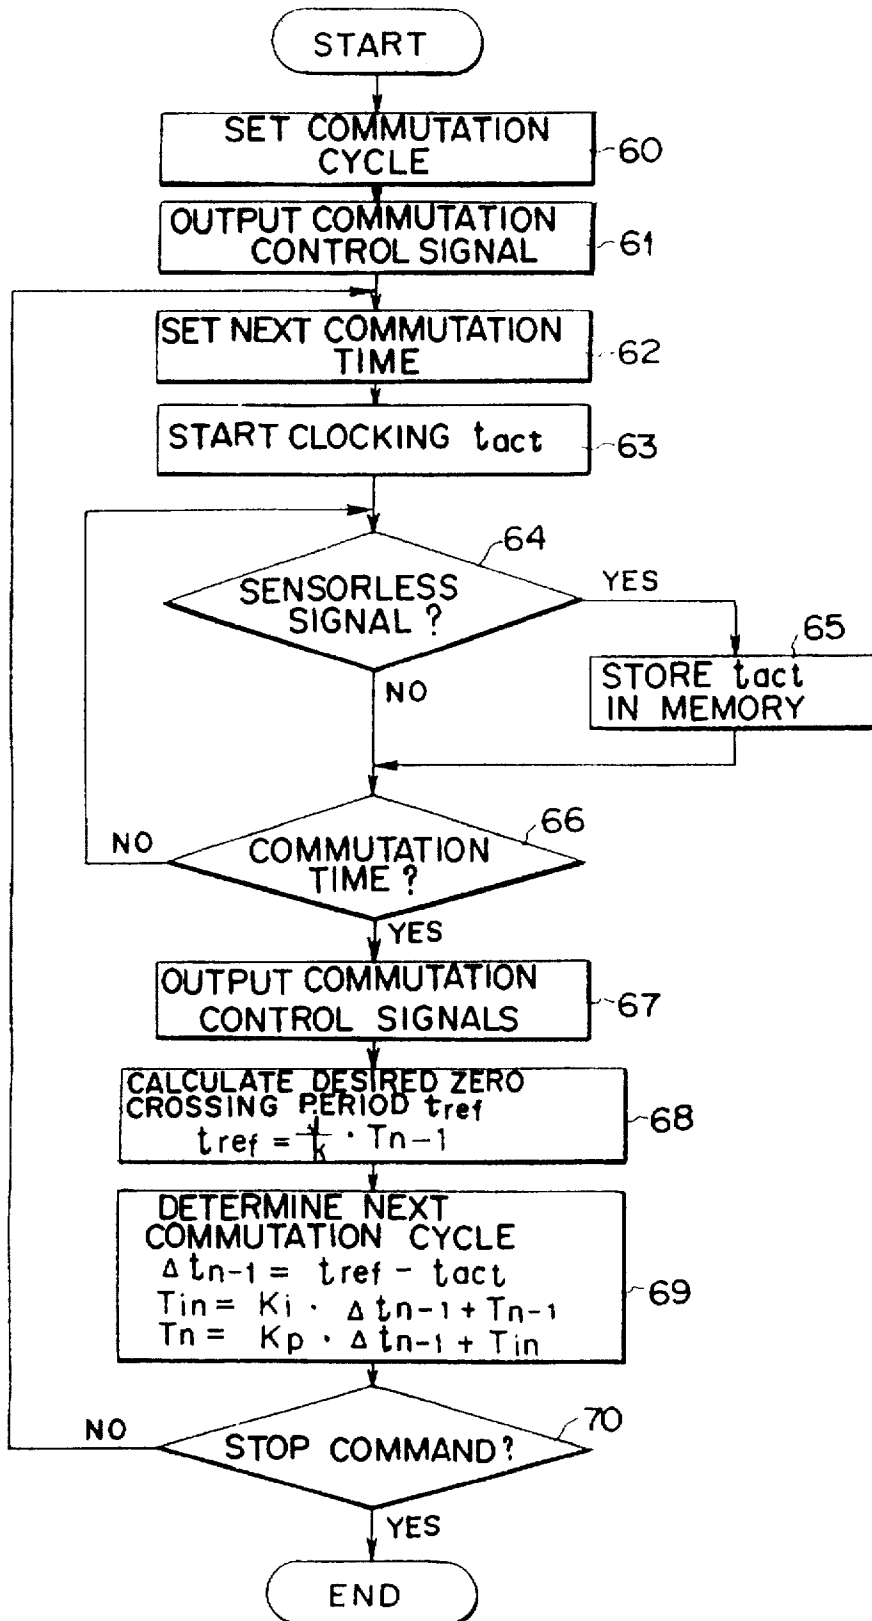 START
SET COMMUTATION
CYCLE
60
OUTPUT COMMUTATION
CONTROL SIGNAL
61
SET NEXT COMMUTATION
TIME
62
START CLOCKING tact
63
64
SENSORLESS
SIGNAL ?
YES
NO
65
STORE tact
IN MEMORY
66
COMMUTATION
TIME ?
NO
YES
OUTPUT COMMUTATION
CONTROL SIGNALS
67
CALCULATE DESIRED ZERO
CROSSING PERIOD tref
tref = 1/k · Tn-1
68
DETERMINE NEXT
COMMUTATION CYCLE
Δtn-1 = tref - tact
Tin = Ki · Δtn-1 + Tn-1
Tn = Kp · Δtn-1 + Tin
69
70
STOP COMMAND?
NO
YES
END